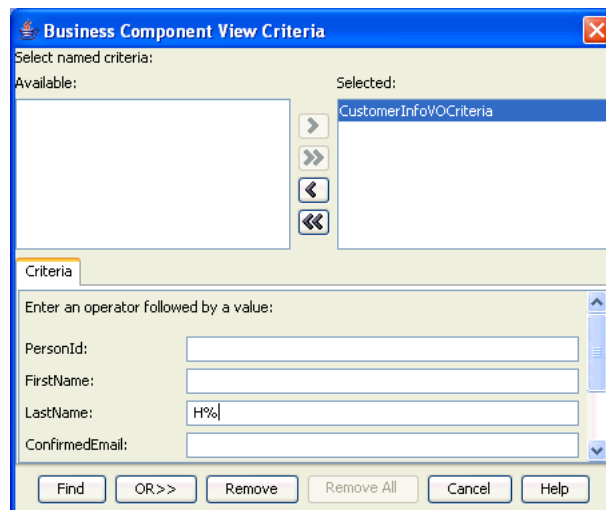 Business Component View Criteria
Select named criteria:
Available:
Selected:
CustomerInfoVOCriteria
>
>>
<
<<
Criteria
Enter an operator followed by a value:
PersonId:
FirstName:
LastName: H%
ConfirmedEmail:
Find OR>> Remove Remove All Cancel Help